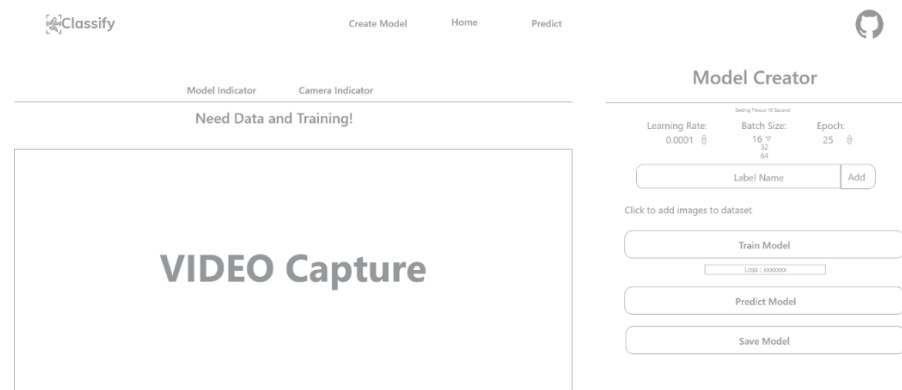 Classify
Create Model
Home
Predict
Model Indicator
Camera Indicator
Need Data and Training!
VIDEO Capture
Model Creator
Learning Rate:
Batch Size:
Epoch:
0.0001
16
25
32
64
Label Name
Add
Click to add images to dataset
Train Model
Loss : xxxxxxx
Predict Model
Save Model